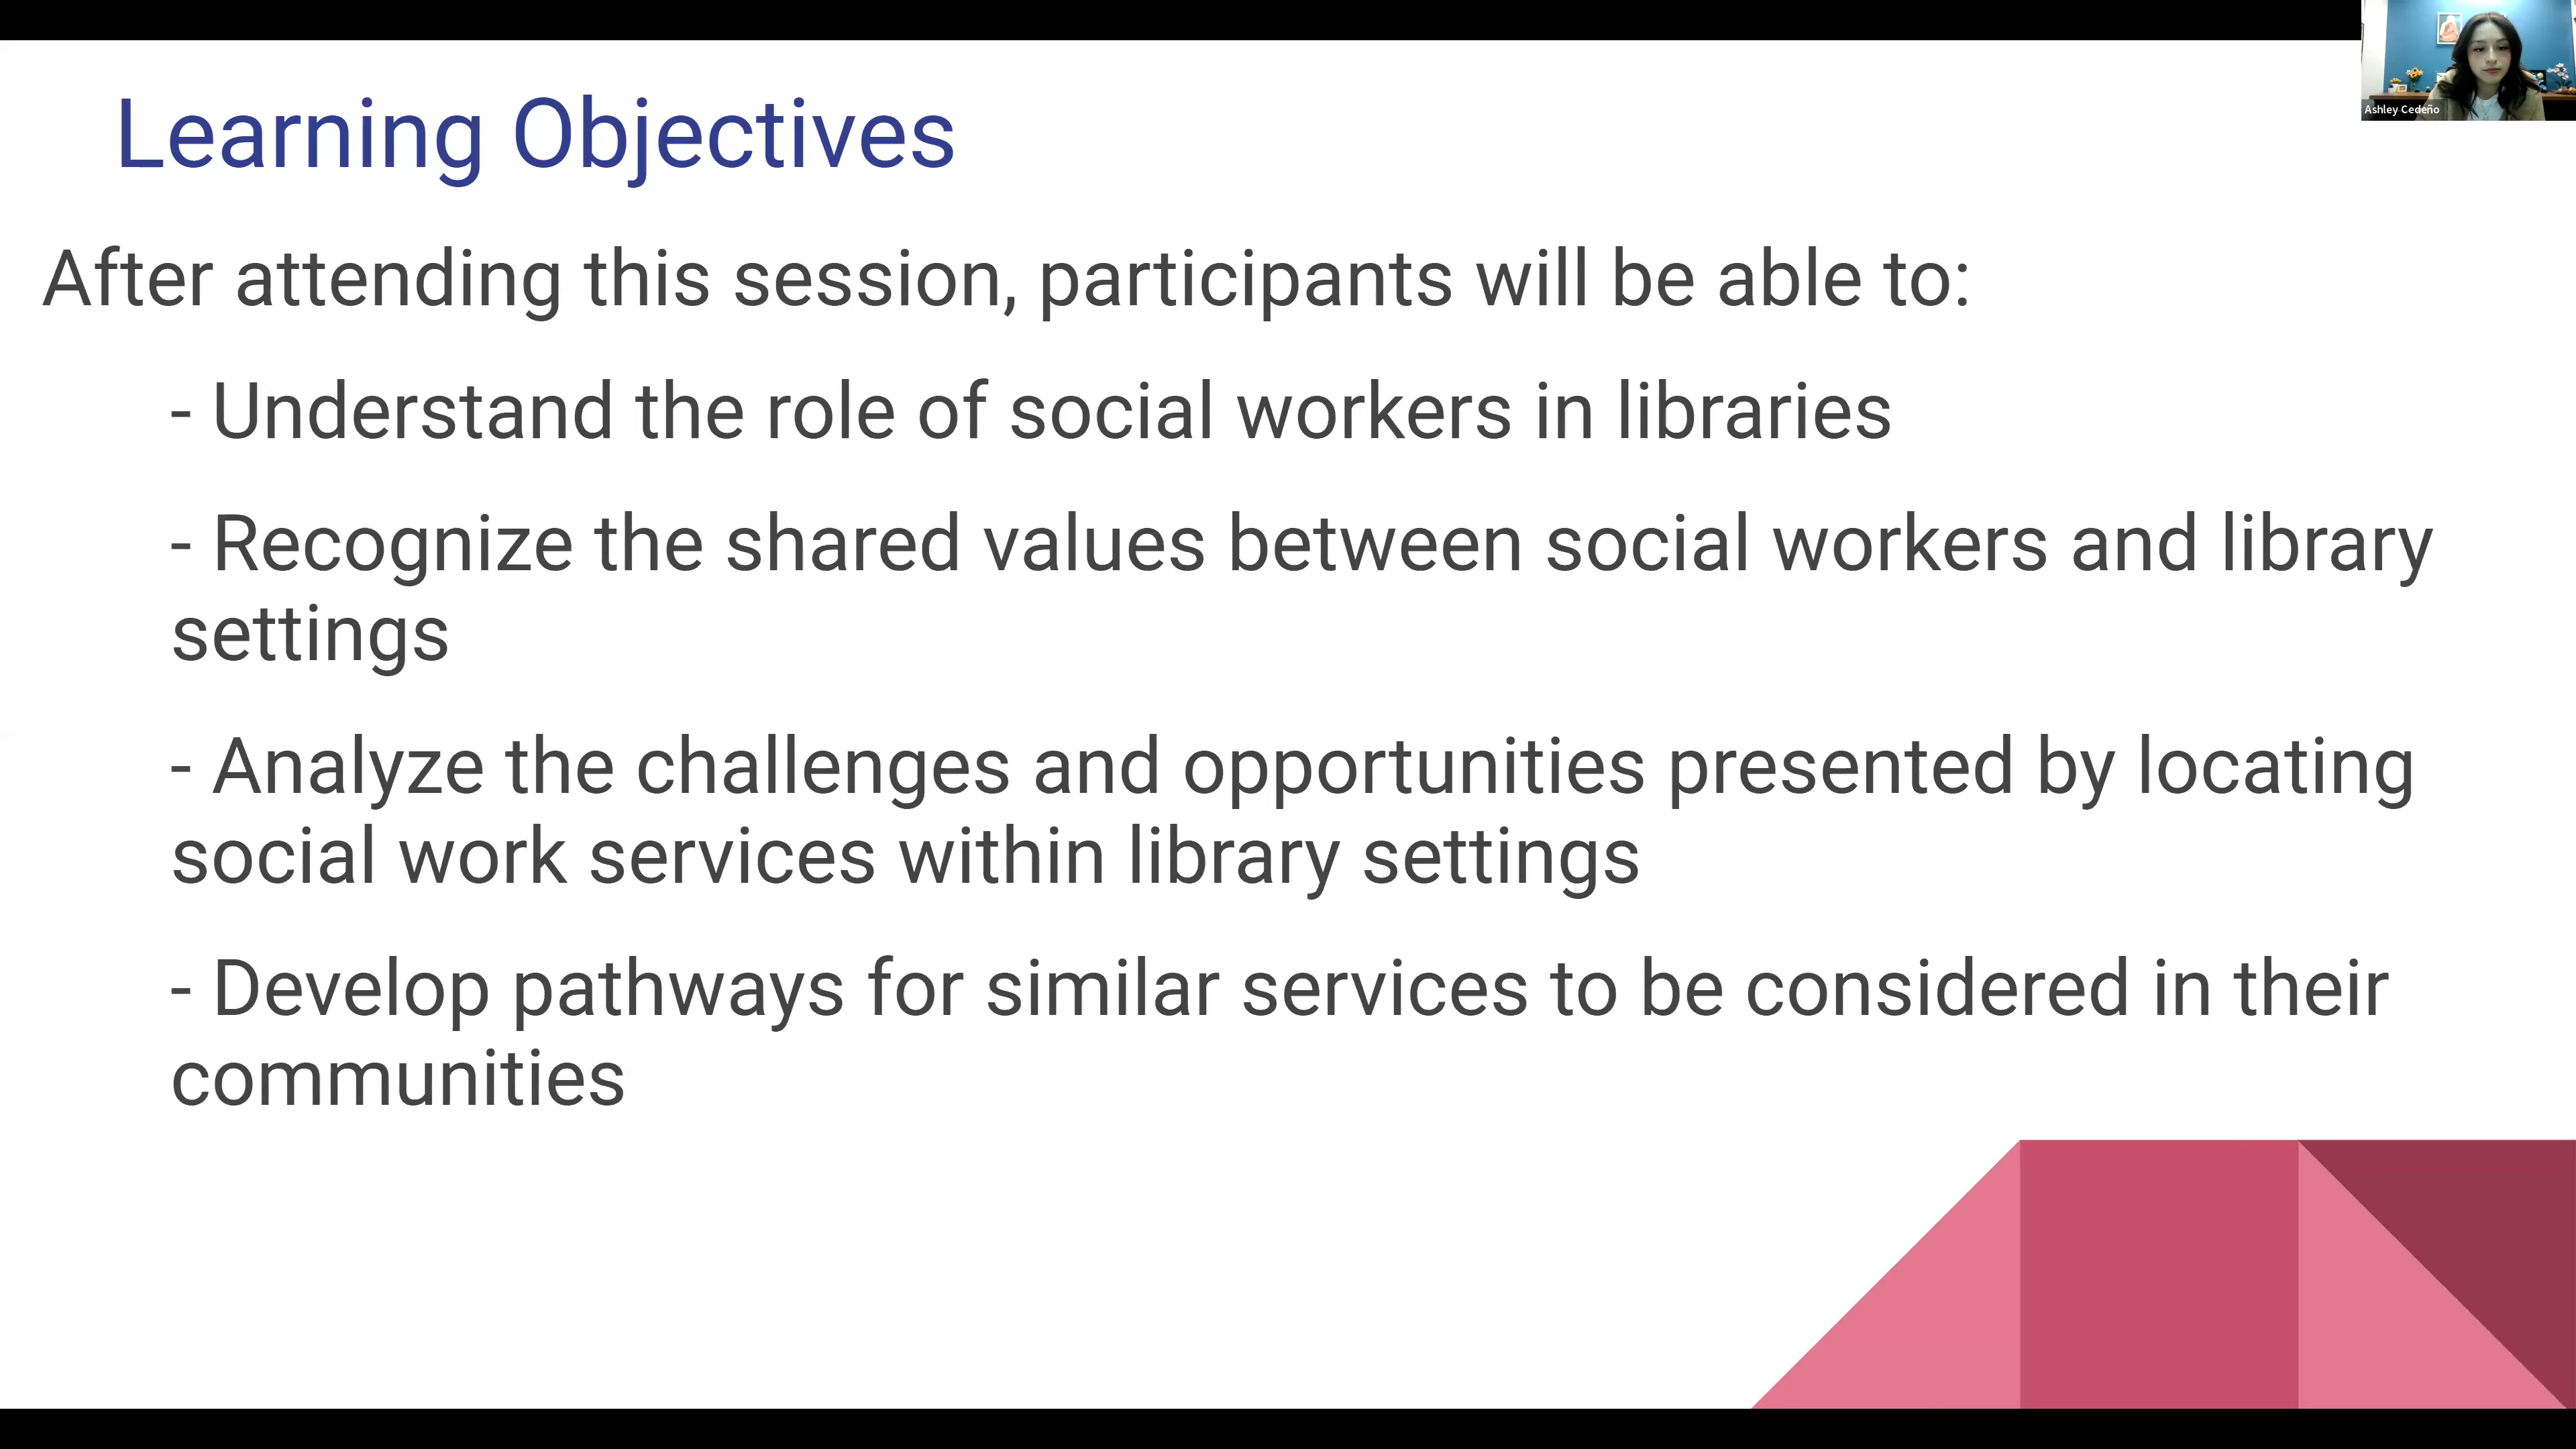 Learning Objectives
Ashley Cedeño
After attending this session, participants will be able to:
- Understand the role of social workers in libraries
- Recognize the shared values between social workers and library
settings
- Analyze the challenges and opportunities presented by locating
social work services within library settings
- Develop pathways for similar services to be considered in their
communities